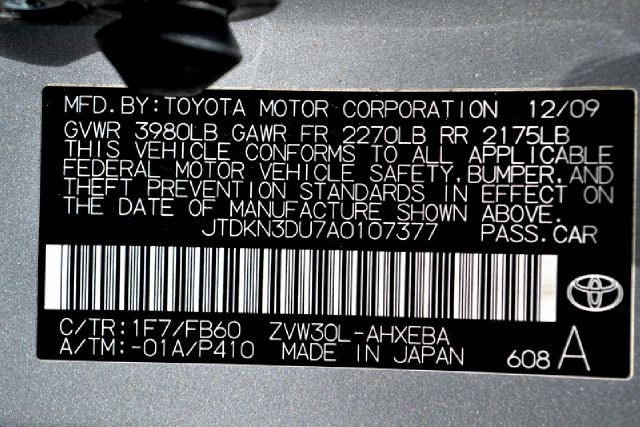 MFD. BY: TOYOTA MOTOR CORPORATION 12/09
GVWR 3980LB GAWR FR 2270LB RR 2175LB
THIS VEHICLE CONFORMS TO ALL APPLICABLE
FEDERAL MOTOR VEHICLE SAFETY, BUMPER, AND
THEFT PREVENTION STANDARDS IN EFFECT ON
THE DATE OF MANUFACTURE SHOWN ABOVE.
JTDKN3DU7A0107377 PASS. CAR
C/TR: 1F7/FB60 ZVW30L-AHXEBA
A/TM: -01A/P410 MADE IN JAPAN 608 A